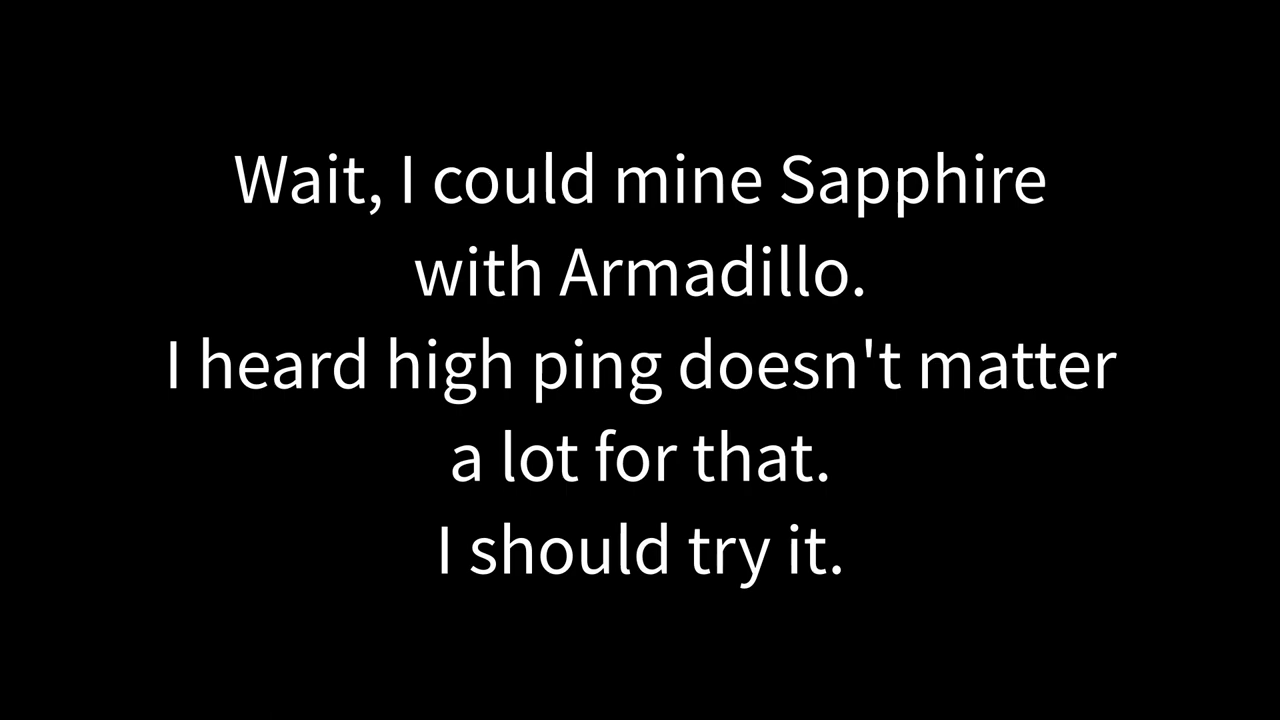 Wait, I could mine Sapphire
with Armadillo.
I heard high ping doesn't matter
a lot for that.
I should try it.